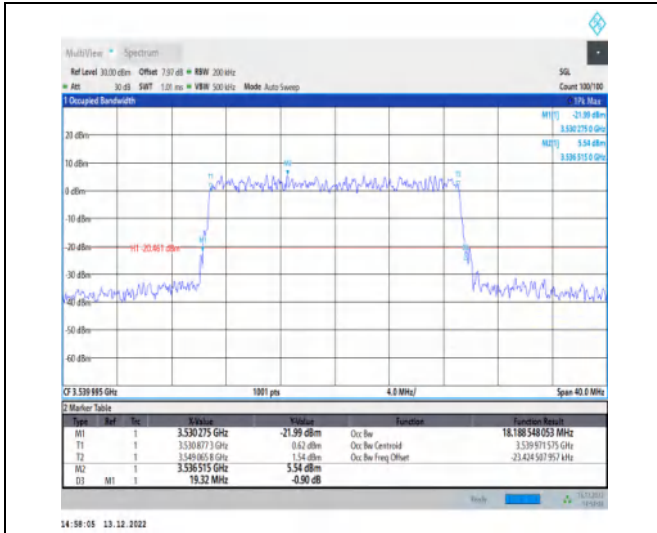 MultiView Spectrum
Ref Level 30.00 dBm Offset 7.97 dB RBW 200 kHz SGL
Att 30 dB SWT 1.01 ms VBW 500 kHz Mode Auto Sweep Count 100/100
1 Occupied Bandwidth 1Pk Max
M1[1] -21.99 dBm
3.530 275 0 GHz
M2[1] 5.54 dBm
3.536 515 0 GHz
20 dBm
10 dBm
0 dBm
-10 dBm
-20 dBm
H1 -20.461 dBm
-30 dBm
-40 dBm
-50 dBm
-60 dBm
T1
M2
CF 3.539 995 GHz 1001 pts 4.0 MHz/ Span 40.0 MHz
2 Marker Table
Type Ref Trc X-Value Y-Value Function Function Result
M1 1 3.530 275 GHz -21.99 dBm Occ Bw 18.188 548 053 MHz
T1 1 3.530 877 3 GHz 0.62 dBm Occ Bw Centroid 3.539 971 575 GHz
T2 1 3.549 065 8 GHz 1.54 dBm Occ Bw Freq Offset -23.424 507 957 kHz
M2 1 3.536 515 GHz 5.54 dBm
D3 M1 1 19.32 MHz -0.90 dB
Ready
14:58:05 13.12.2022